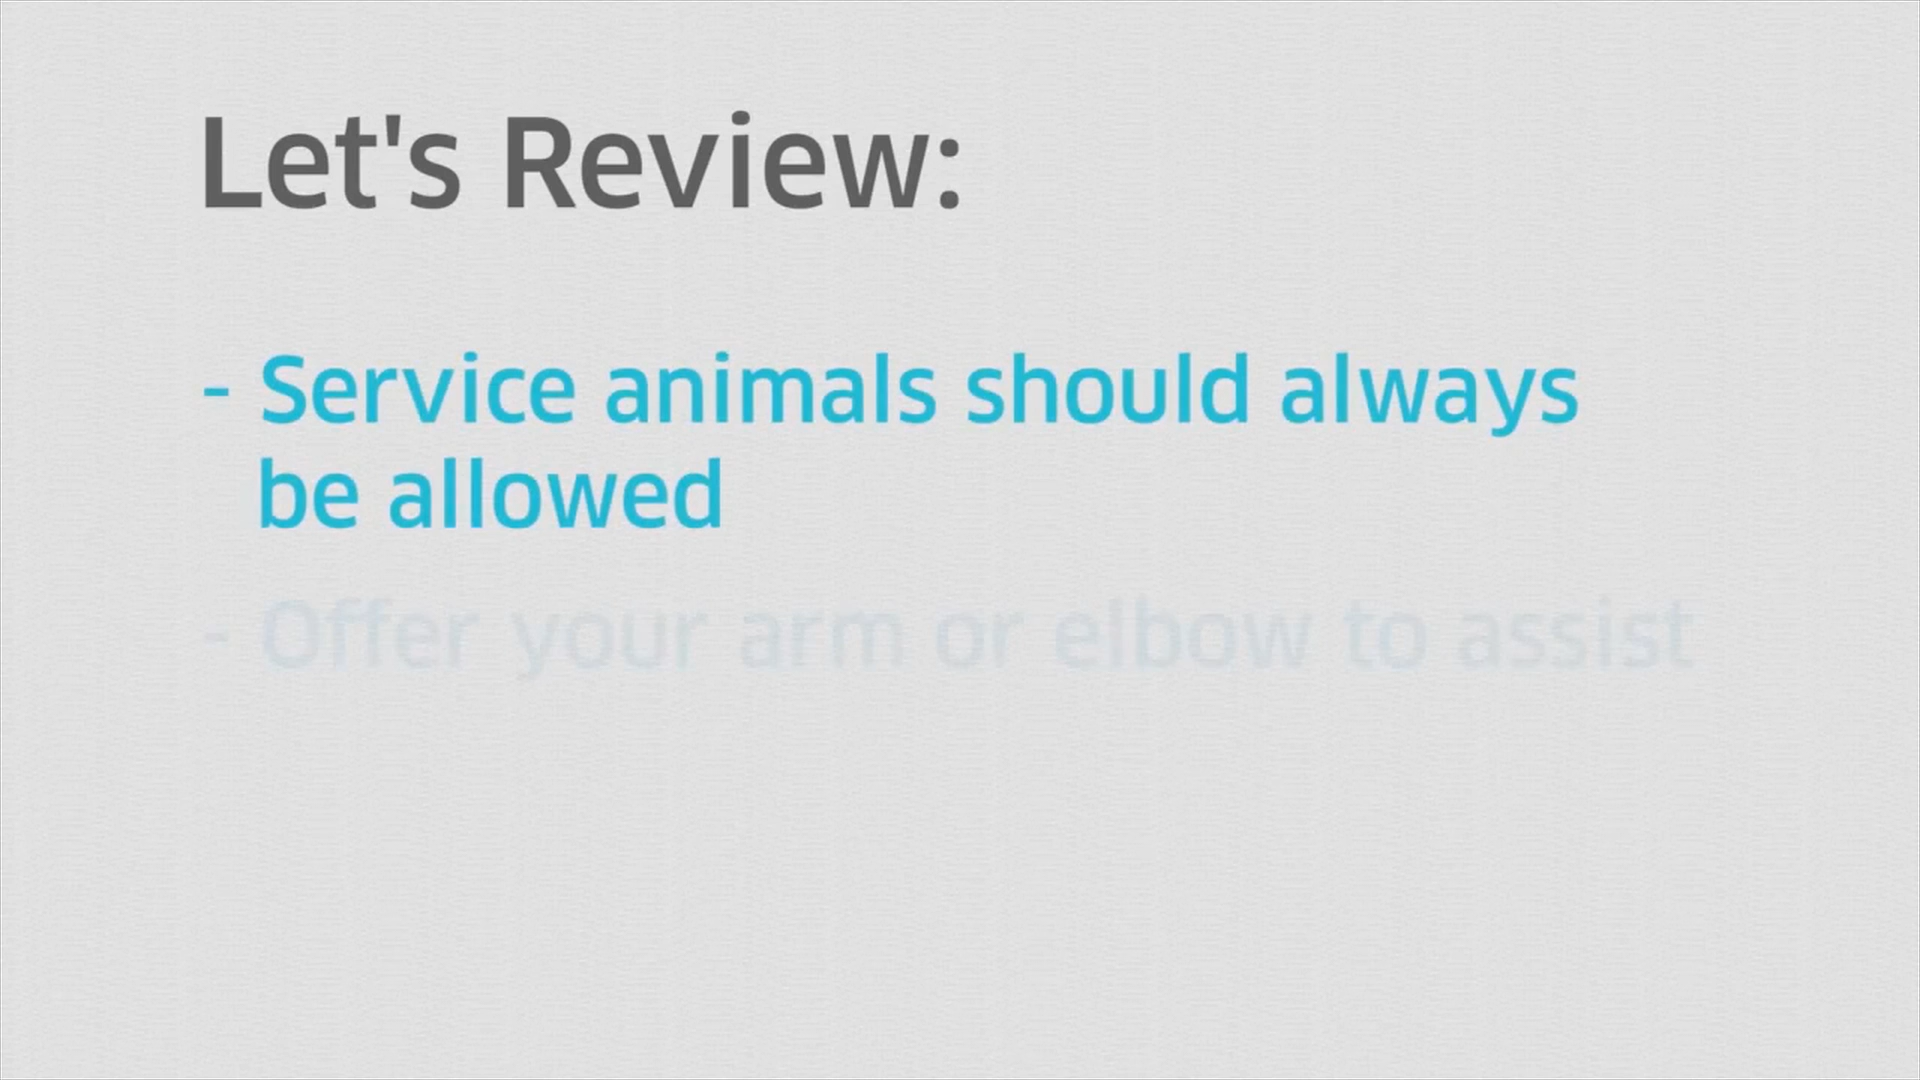 Let's Review:
- Service animals should always
be allowed
- Offer your arm or elbow to assist